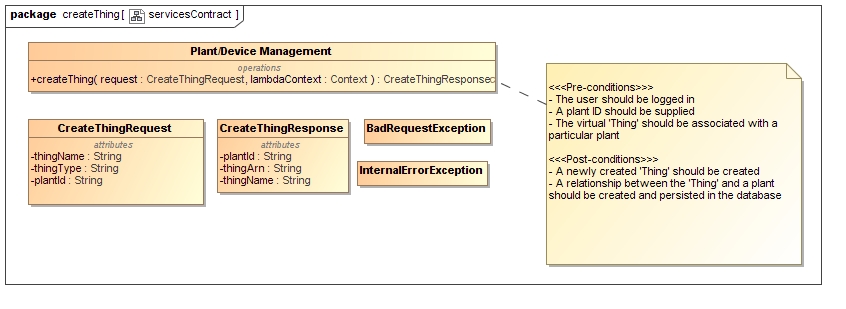 package createThing[ servicesContract ]
Plant/Device Management
operations
+createThing( request : CreateThingRequest, lambdaContext : Context ) : CreateThingResponse
CreateThingRequest
attributes
-thingName : String
-thingType : String
-plantId : String
CreateThingResponse
attributes
-plantId : String
-thingArn : String
-thingName : String
BadRequestException
InternalErrorException
<<<Pre-conditions>>>
- The user should be logged in
- A plant ID should be supplied
- The virtual 'Thing' should be associated with a
particular plant
<<<Post-conditions>>>
- A newly created 'Thing' should be created
- A relationship between the 'Thing' and a plant
should be created and persisted in the database